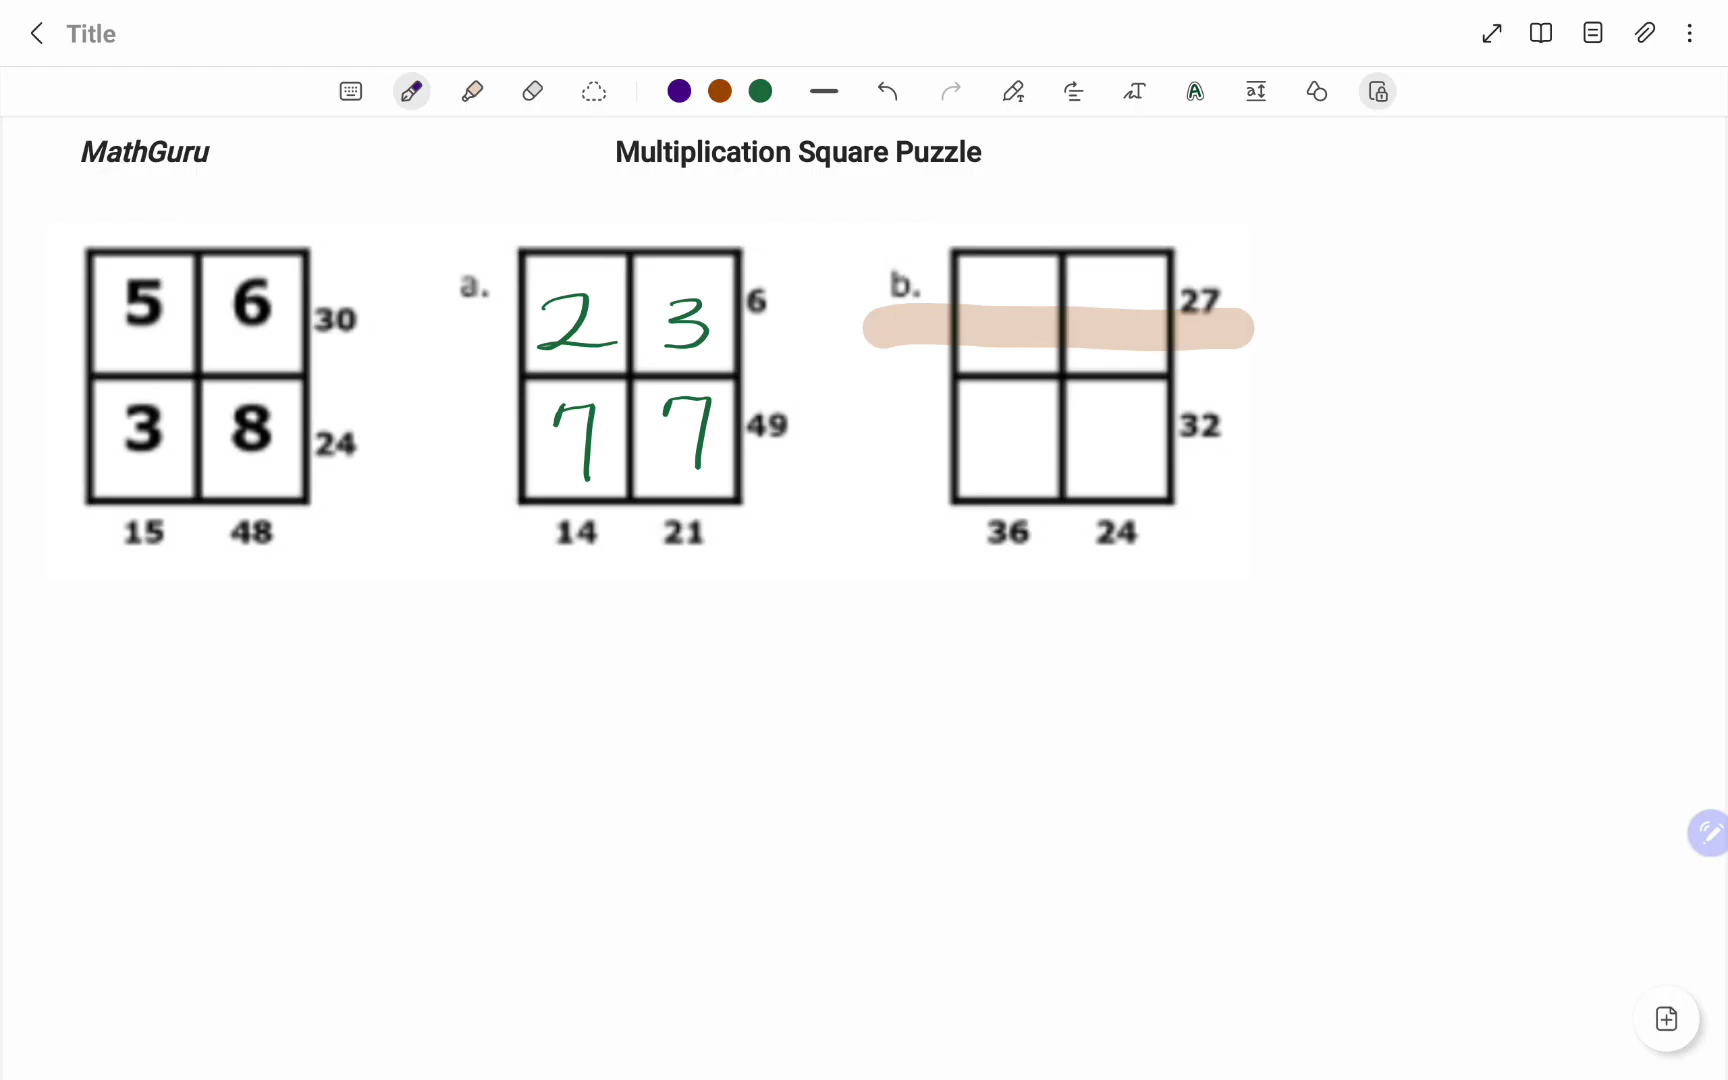 Title
MathGuru Multiplication Square Puzzle
5 6 30
3 8 24
15 48
a.
2 3 6
7 7 49
14 21
b.
27
32
36 24